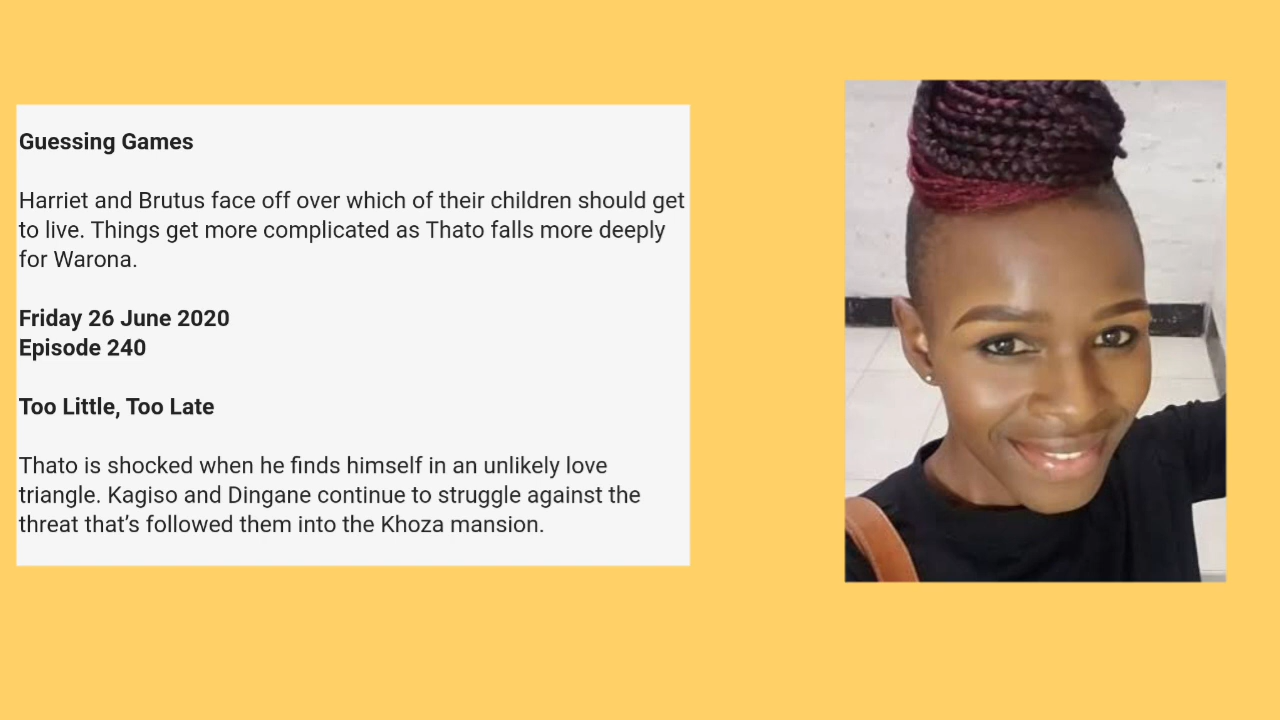 Guessing Games
Harriet and Brutus face off over which of their children should get
to live. Things get more complicated as Thato falls more deeply
for Warona.
Friday 26 June 2020
Episode 240
Too Little, Too Late
Thato is shocked when he finds himself in an unlikely love
triangle. Kagiso and Dingane continue to struggle against the
threat that’s followed them into the Khoza mansion.